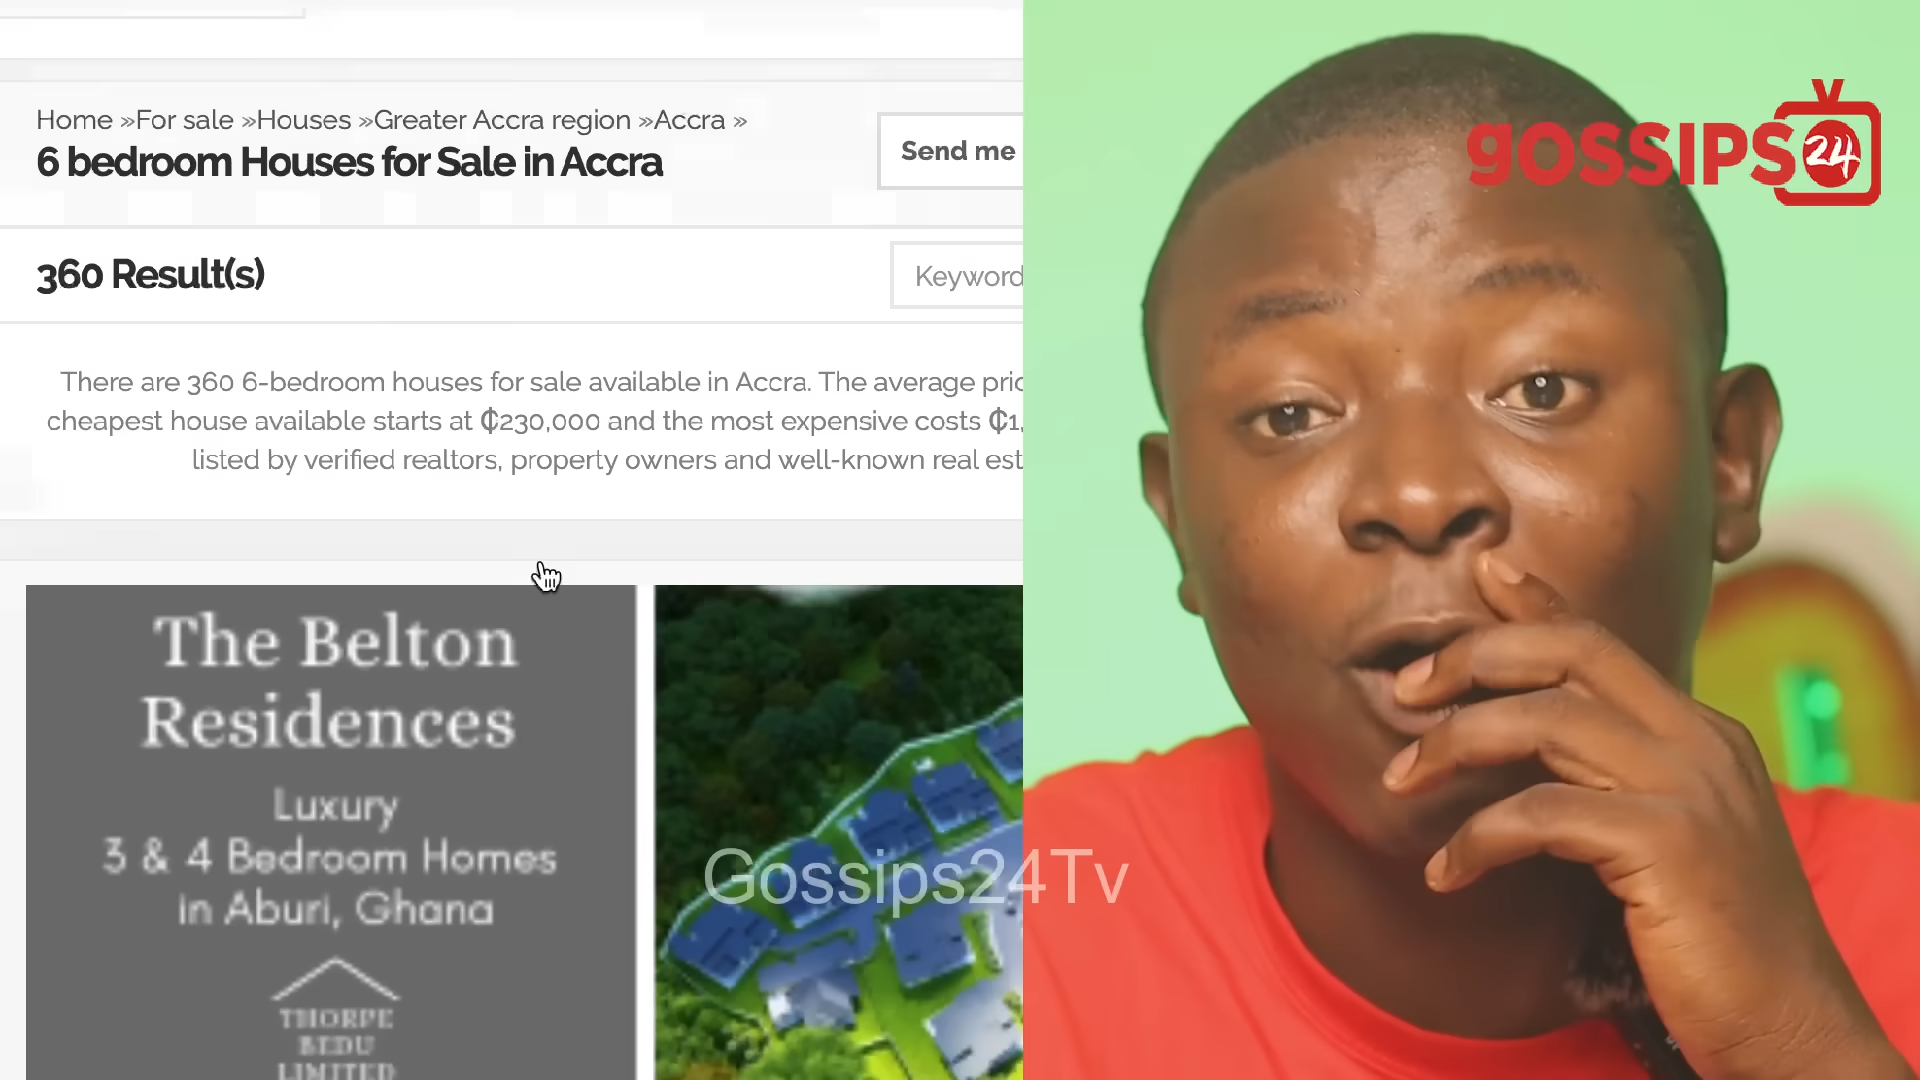 Home »For sale »Houses »Greater Accra region »Accra »
6 bedroom Houses for Sale in Accra
Send me
360 Result(s)
Keyword
There are 360 6-bedroom houses for sale available in Accra. The average pric
cheapest house available starts at ₵230,000 and the most expensive costs ₵1,
listed by verified realtors, property owners and well-known real est
The Belton
Residences
Luxury
3 & 4 Bedroom Homes
in Aburi, Ghana
THORPE
BEDU
LIMITED
Gossips24Tv
gOSSIPS 24